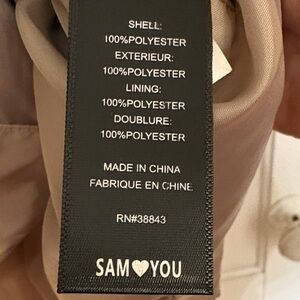 SHELL:
100%POLYESTER
EXTERIEUR:
100%POLYESTER
LINING:
100%POLYESTER
DOUBLURE:
100%POLYESTER
MADE IN CHINA
FABRIQUE EN CHINE
RN#38843
SAM♥YOU